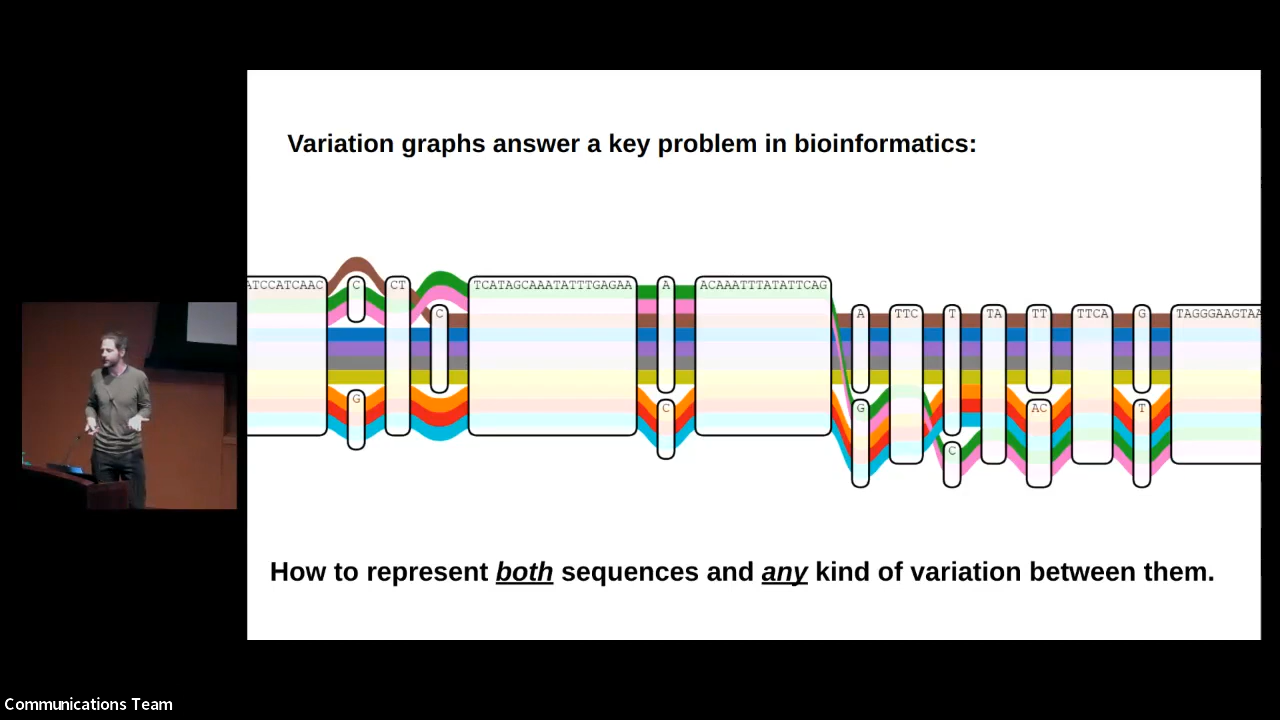 Variation graphs answer a key problem in bioinformatics:
ATCCATCAAC C CT TCATAGCAAATATTTGAGAA A ACAAATTTATATTCAG
C A TTC T TA TT TTCA G TAGGGAAGTAA
G C G AC T
C
How to represent both sequences and any kind of variation between them.
Communications Team